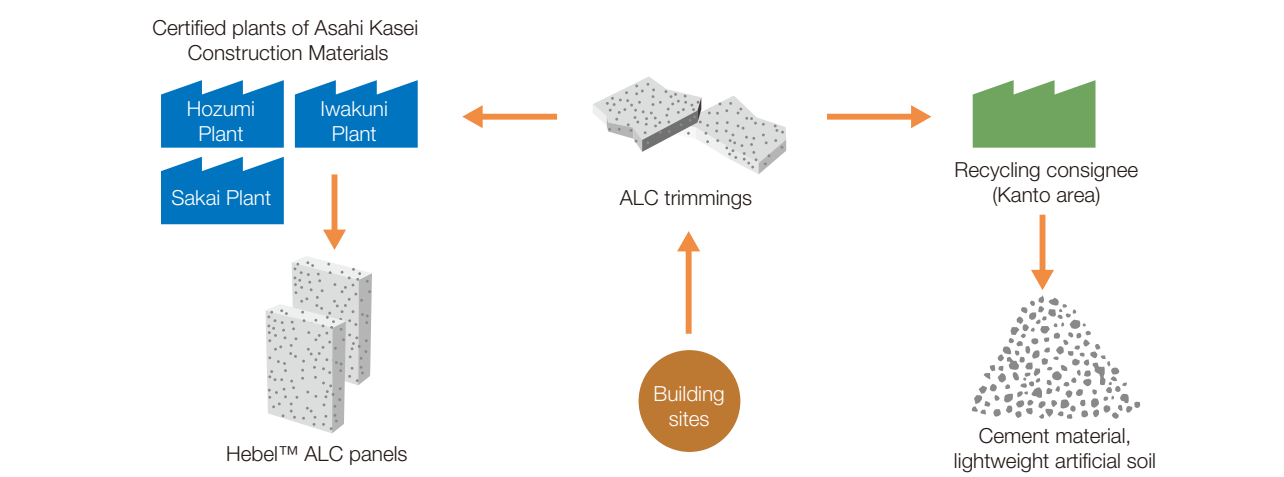 Certified plants of Asahi Kasei
Construction Materials
Hozumi
Plant
Iwakuni
Plant
Sakai Plant
Hebel™ ALC panels
ALC trimmings
Building
sites
Recycling consignee
(Kanto area)
Cement material,
lightweight artificial soil